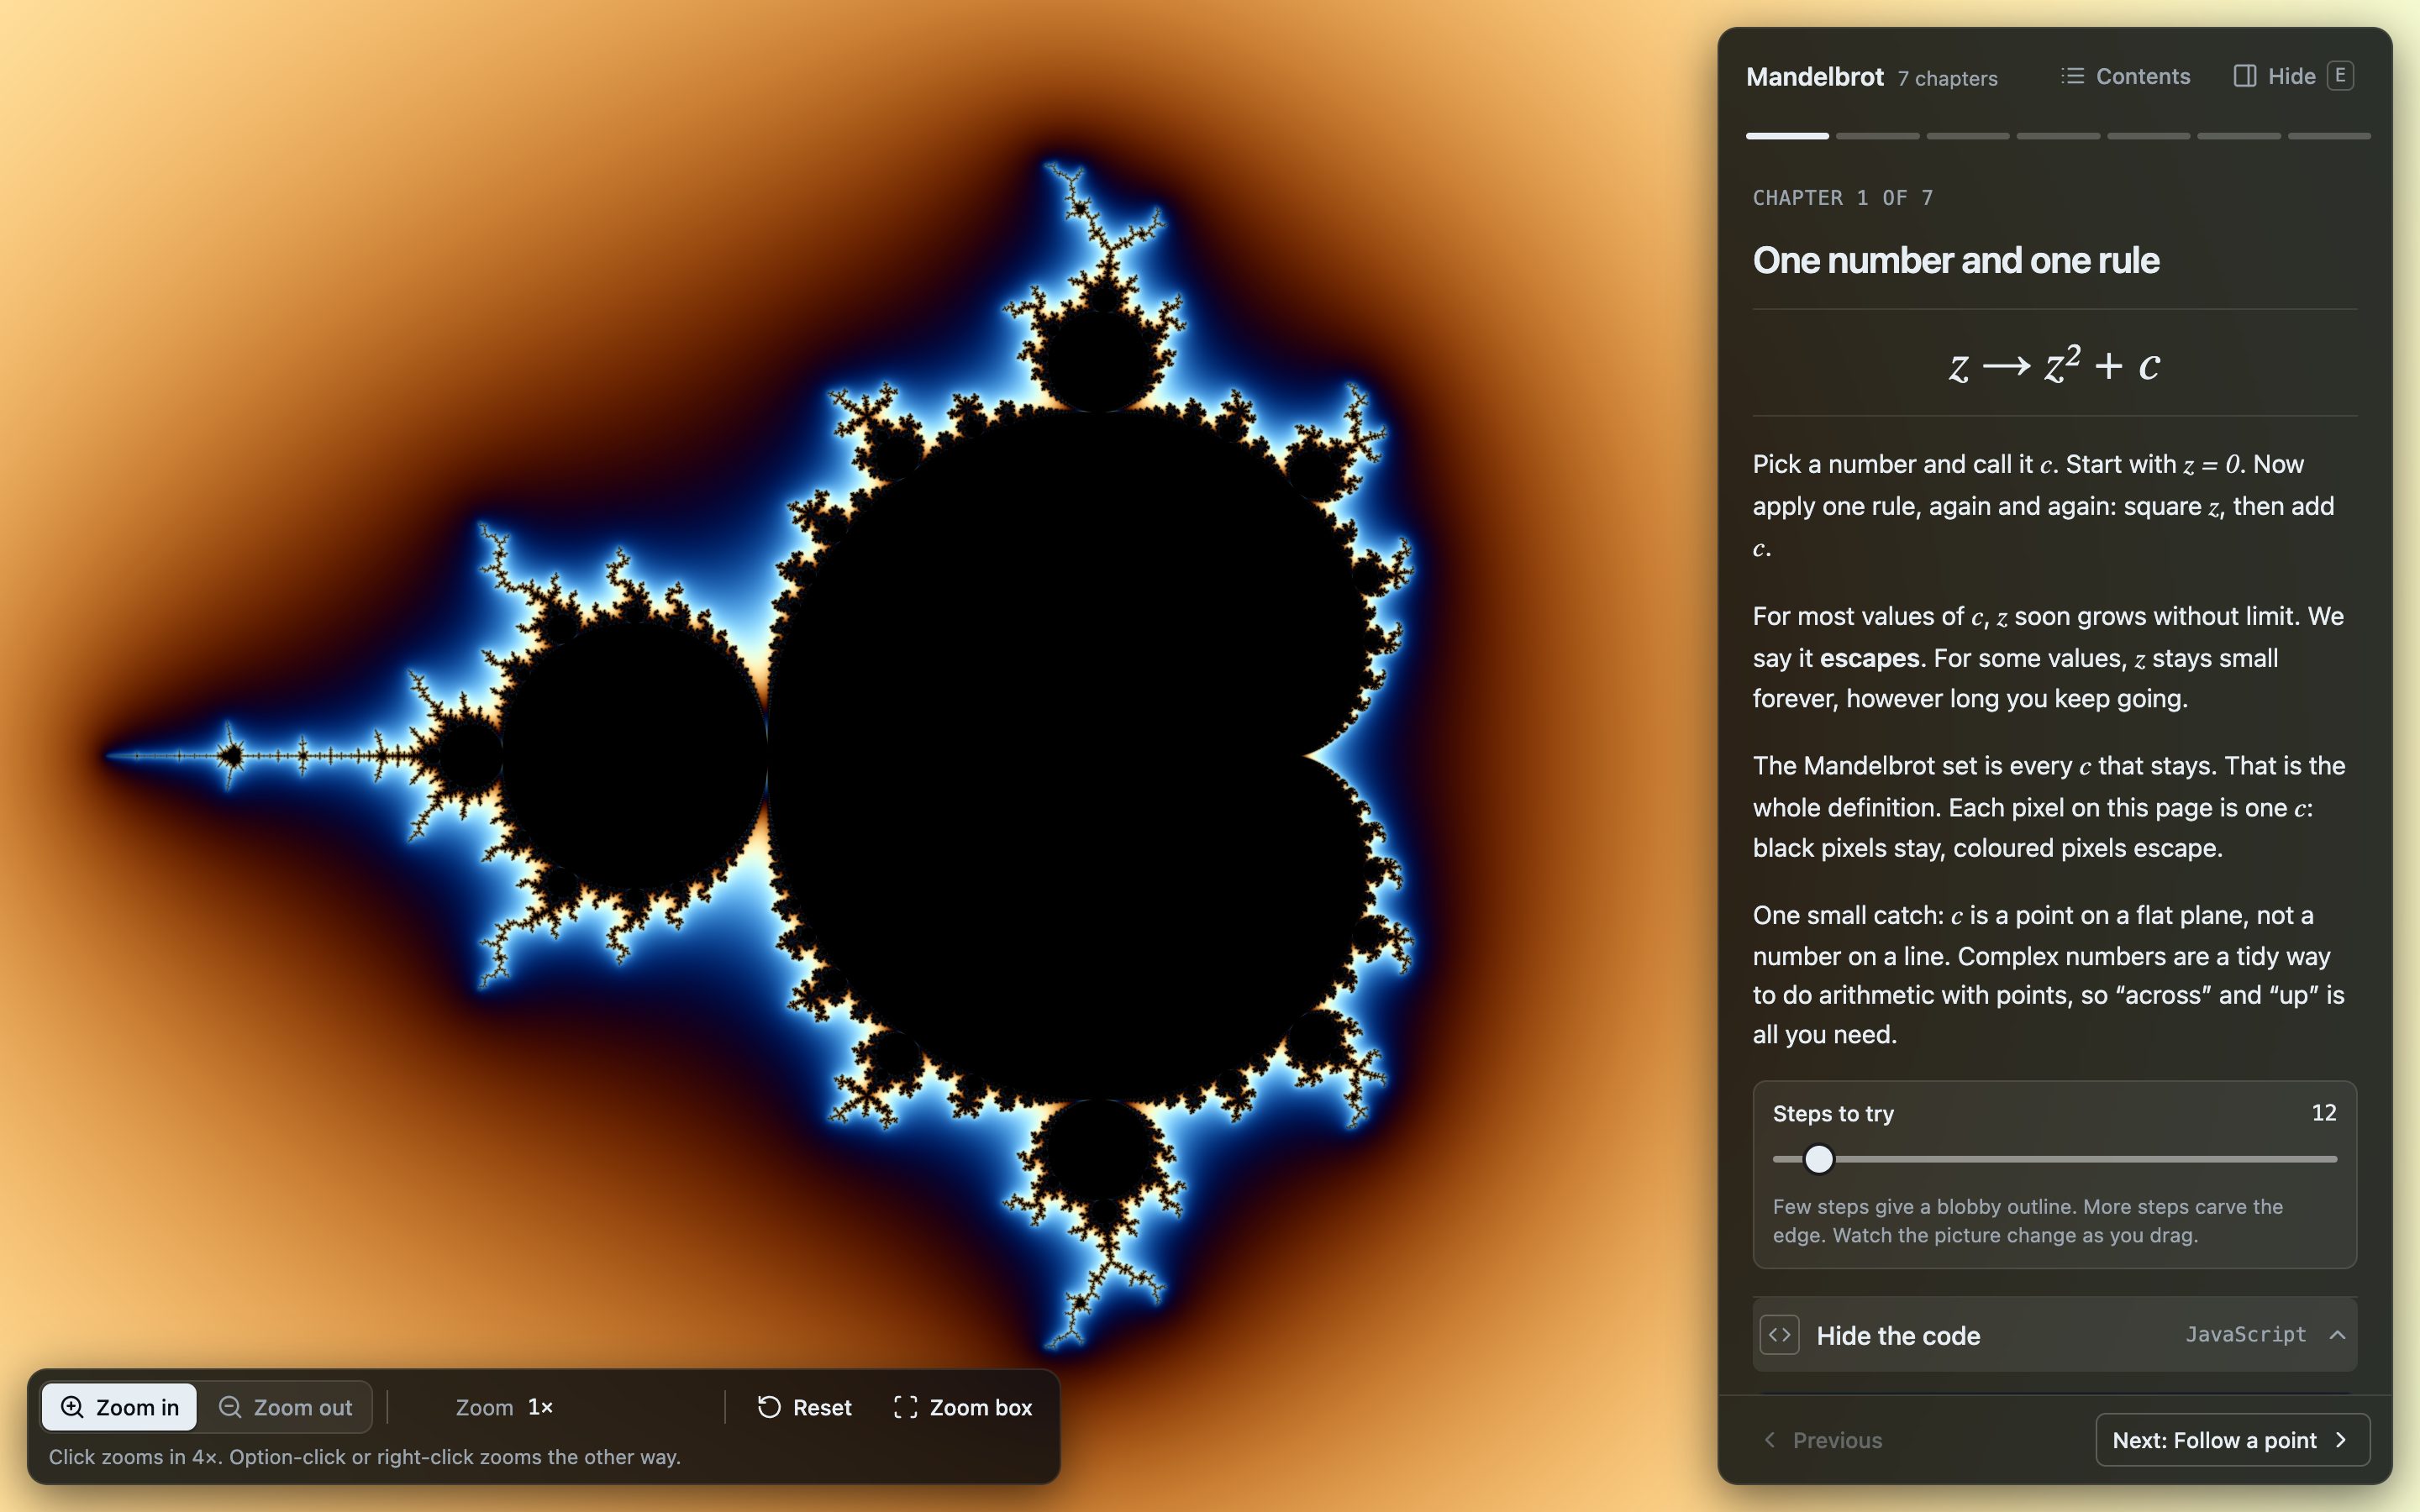 Mandelbrot 7 chapters Contents Hide E
CHAPTER 1 OF 7
One number and one rule
z → z² + c
Pick a number and call it c. Start with z = 0. Now
apply one rule, again and again: square z, then add
c.
For most values of c, z soon grows without limit. We
say it escapes. For some values, z stays small
forever, however long you keep going.
The Mandelbrot set is every c that stays. That is the
whole definition. Each pixel on this page is one c:
black pixels stay, coloured pixels escape.
One small catch: c is a point on a flat plane, not a
number on a line. Complex numbers are a tidy way
to do arithmetic with points, so “across” and “up” is
all you need.
Steps to try 12
Few steps give a blobby outline. More steps carve the
edge. Watch the picture change as you drag.
Hide the code JavaScript
Previous Next: Follow a point
Zoom in Zoom out Zoom 1× Reset Zoom box
Click zooms in 4×. Option-click or right-click zooms the other way.